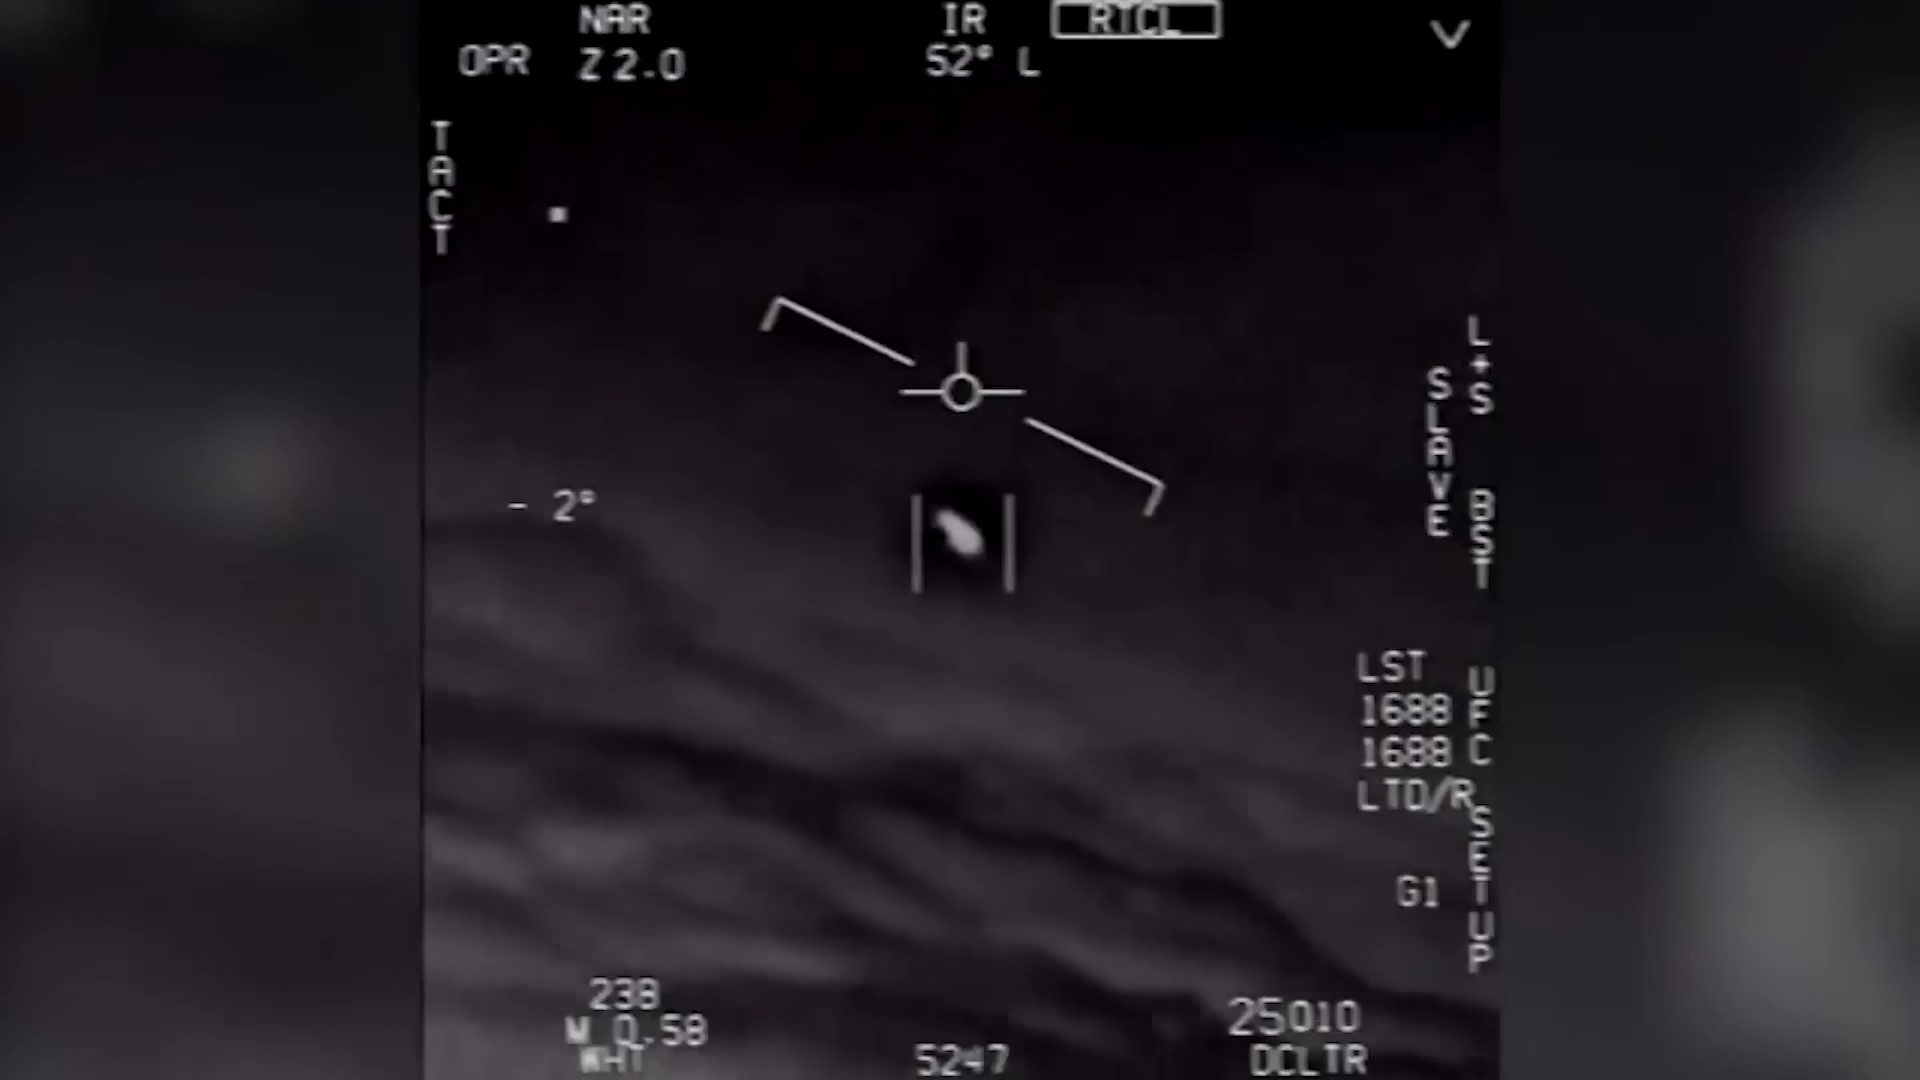 NAR IR RTCL
OPR Z 2.0 52° L
TACT
- 2°
L+S
SLAVE
BST
LST
1688
1688
LTD/R
UFC
SETUP
G1
238
M 0.58
WHT
5247
25010
DCLTR